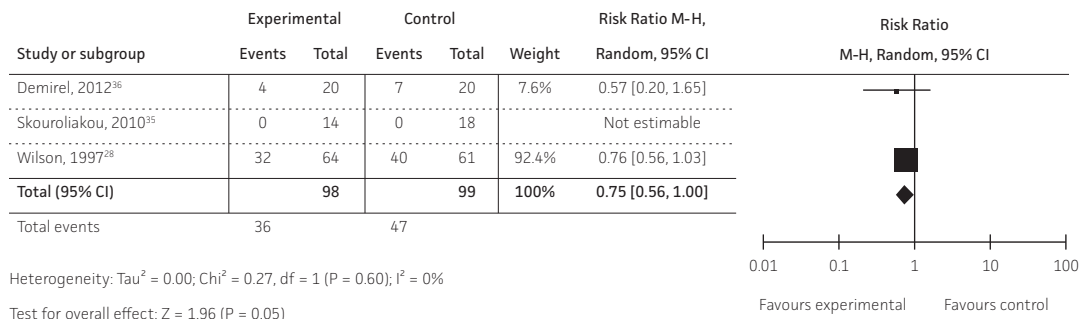 Experimental Control Risk Ratio M-H, Risk Ratio
Study or subgroup Events Total Events Total Weight Random, 95% CI M-H, Random, 95% CI
Demirel, 2012³⁶ 4 20 7 20 7.6% 0.57 [0.20, 1.65]
Skouroliakou, 2010³⁵ 0 14 0 18 Not estimable
Wilson, 1997²⁸ 32 64 40 61 92.4% 0.76 [0.56, 1.03]
Total (95% CI) 98 99 100% 0.75 [0.56, 1.00]
Total events 36 47
Heterogeneity: Tau² = 0.00; Chi² = 0.27, df = 1 (P = 0.60); I² = 0%
Test for overall effect: Z = 1.96 (P = 0.05)
0.01 0.1 1 10 100
Favours experimental Favours control